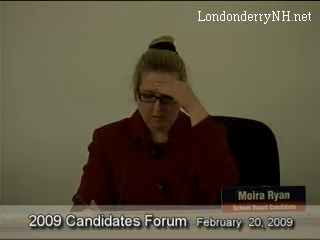 LondonderryNH.net
Moira Ryan
School Board Candidate
2009 Candidates Forum February 20, 2009